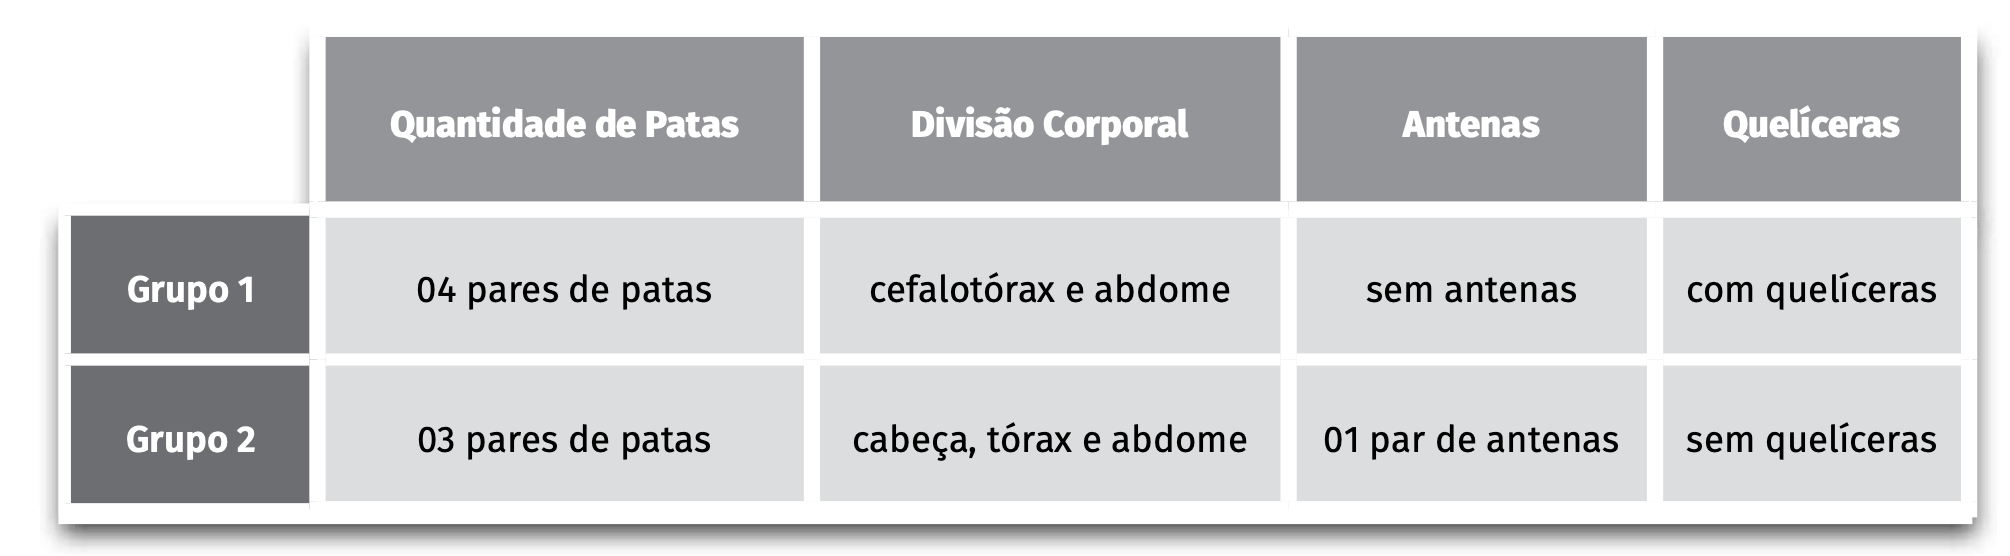 Quantidade de Patas Divisão Corporal Antenas Quelíceras
Grupo 1 04 pares de patas cefalotórax e abdome sem antenas com quelíceras
Grupo 2 03 pares de patas cabeça, tórax e abdome 01 par de antenas sem quelíceras